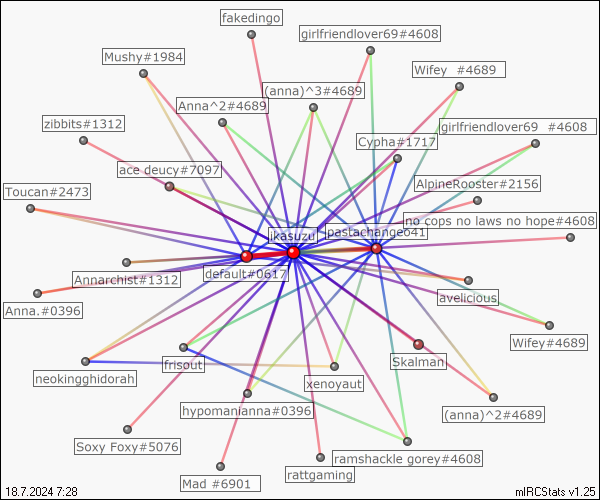 fakedingo
girlfriendlover69#4608
Mushy#1984
Wifey  #4689
(anna)^3#4689
Anna^2#4689
zibbits#1312
girlfriendlover69  #4608
Cypha#1717
ace deucy#7097
AlpineRooster#2156
Toucan#2473
no cops no laws no hope#4608
ikasuzu
pastachange641
default#0617
Annarchist#1312
avelicious
Anna.#0396
Wifey#4689
Skalman
frisout
neokingghidorah
xenoyaut
hypomanianna#0396
(anna)^2#4689
Soxy Foxy#5076
ramshackle gorey#4608
rattgaming
Mad #6901
18.7.2024 7:28
mIRCStats v1.25